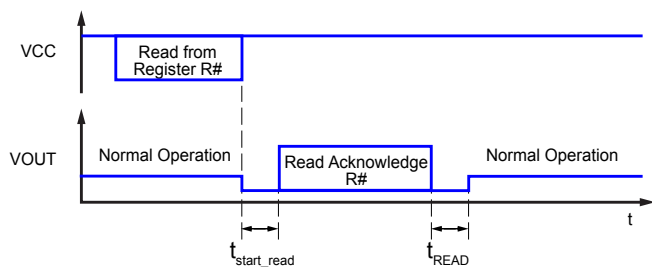 VCC
Read from
Register R#
VOUT
Normal Operation
Read Acknowledge
R#
Normal Operation
t
tstart_read
tREAD